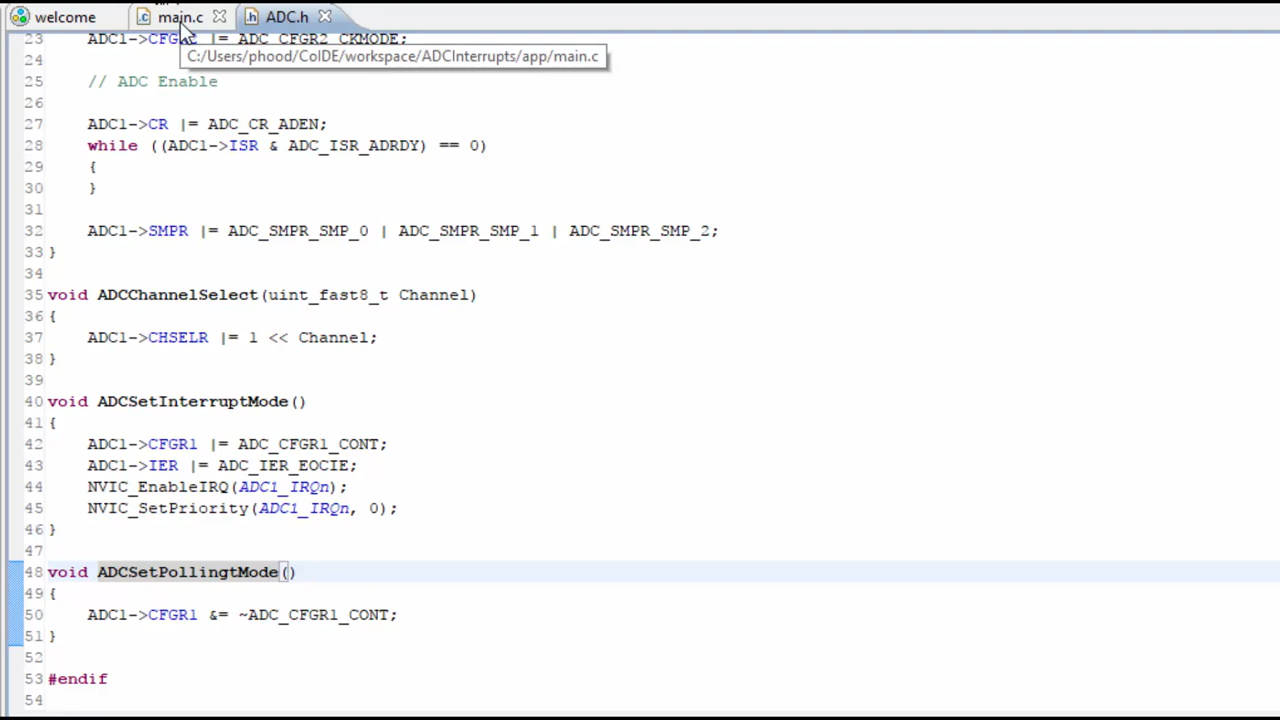 welcome main.c ADC.h
23 ADC1->CFG 2 |= ADC_CFGR2_CKMODE;
C:/Users/phood/CoIDE/workspace/ADCInterrupts/app/main.c
24
25 // ADC Enable
26
27 ADC1->CR |= ADC_CR_ADEN;
28 while ((ADC1->ISR & ADC_ISR_ADRDY) == 0)
29 {
30 }
31
32 ADC1->SMPR |= ADC_SMPR_SMP_0 | ADC_SMPR_SMP_1 | ADC_SMPR_SMP_2;
33 }
34
35 void ADCChannelSelect(uint_fast8_t Channel)
36 {
37 ADC1->CHSELR |= 1 << Channel;
38 }
39
40 void ADCSetInterruptMode()
41 {
42 ADC1->CFGR1 |= ADC_CFGR1_CONT;
43 ADC1->IER |= ADC_IER_EOCIE;
44 NVIC_EnableIRQ(ADC1_IRQn);
45 NVIC_SetPriority(ADC1_IRQn, 0);
46 }
47
48 void ADCSetPollingtMode()
49 {
50 ADC1->CFGR1 &= ~ADC_CFGR1_CONT;
51 }
52
53 #endif
54